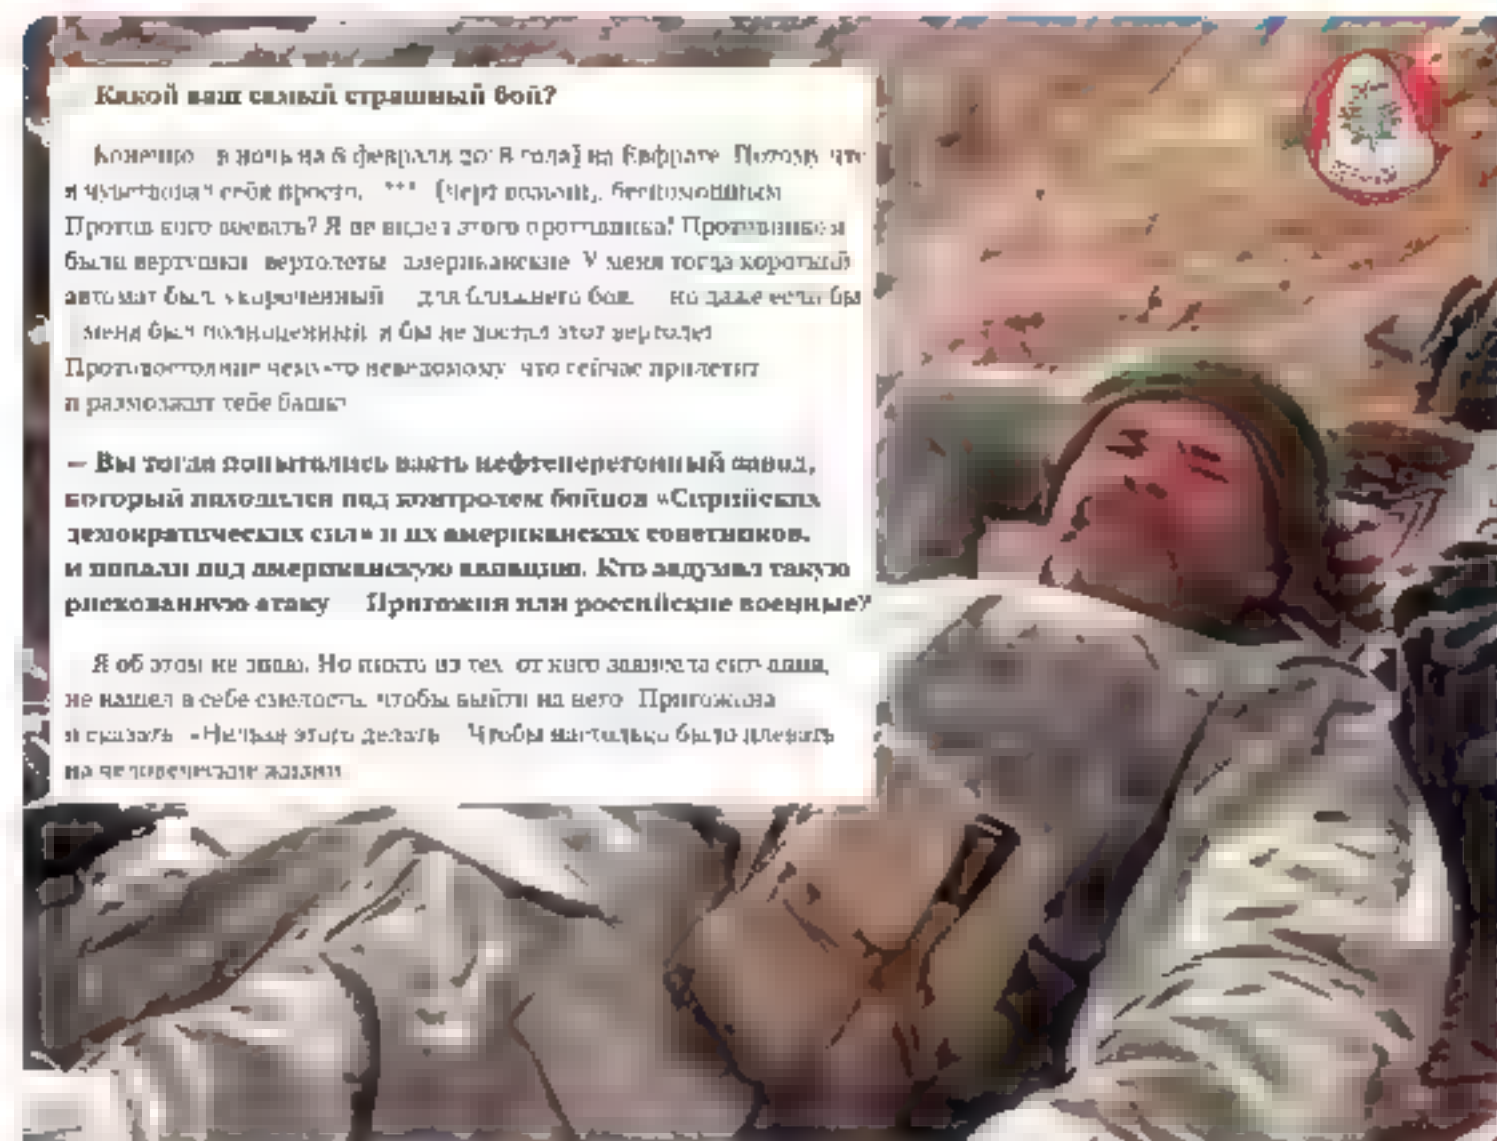 Какой ваш самый страшный бой?
Конечно в ночь на 8 февраля на Евфрате Потому что
я чувствовал себя просто, *** [черт возьми], беспомощным
Против кого воевать? Я не видел этого противника! Противником
были вертушки вертолеты американские У меня тогда короткий
автомат был укороченный для ближнего боя но даже если бы
меня был полноценный я бы не достал этот вертолет
Противостояние чему-то неведомому что сейчас прилетит
и размозжит тебе башку
– Вы тогда попытались взять нефтеперегонный завод,
который находился под контролем бойцов «Сирийских
демократических сил» и их американских советников,
и попали под американскую авиацию. Кто задумал такую
рискованную атаку Пригожин или российские военные?
Я об этом не знаю. Но никто из тех от кого зависела ситуация,
не нашел в себе смелость чтобы выйти на него Пригожина
и сказать «Нельзя этого делать Чтобы настолько было плевать
на человеческие жизни